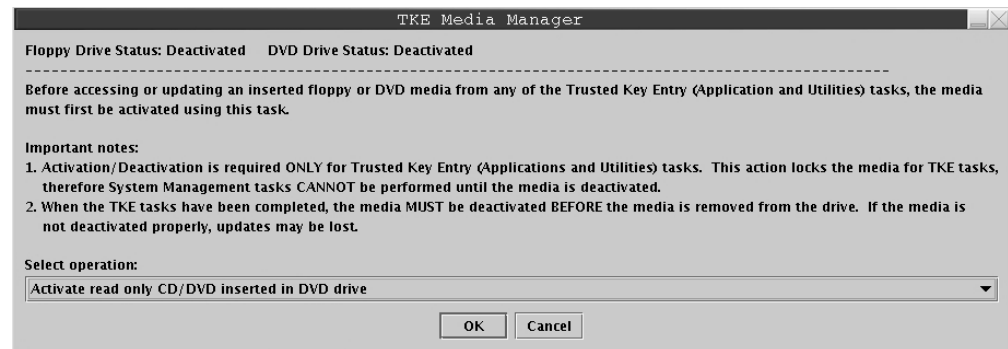 TKE Media Manager
Floppy Drive Status: Deactivated DVD Drive Status: Deactivated
Before accessing or updating an inserted floppy or DVD media from any of the Trusted Key Entry (Application and Utilities) tasks, the media
must first be activated using this task.
Important notes:
1. Activation/Deactivation is required ONLY for Trusted Key Entry (Applications and Utilities) tasks. This action locks the media for TKE tasks,
therefore System Management tasks CANNOT be performed until the media is deactivated.
2. When the TKE tasks have been completed, the media MUST be deactivated BEFORE the media is removed from the drive. If the media is
not deactivated properly, updates may be lost.
Select operation:
Activate read only CD/DVD inserted in DVD drive
OK Cancel